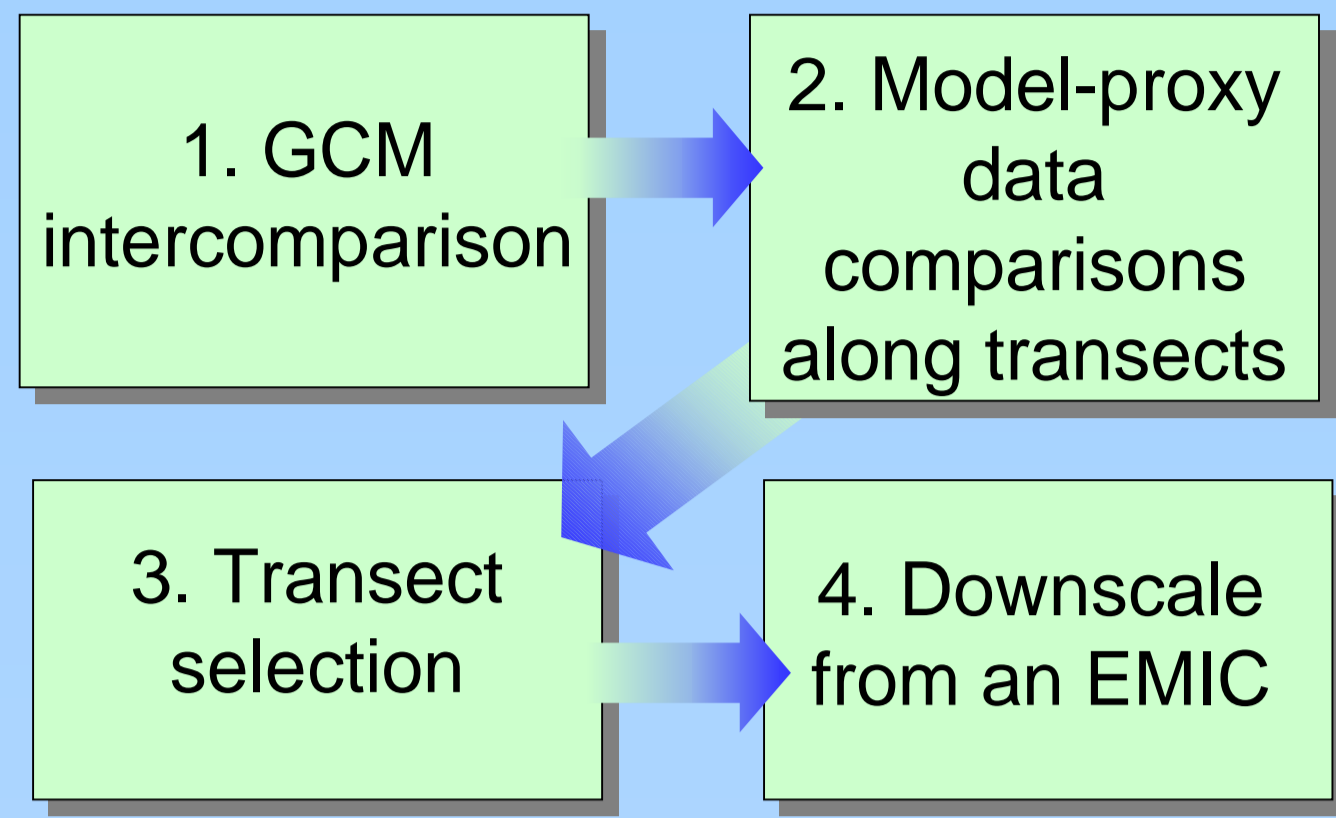 1. GCM
intercomparison
2. Model-proxy
data
comparisons
along transects
3. Transect
selection
4. Downscale
from an EMIC